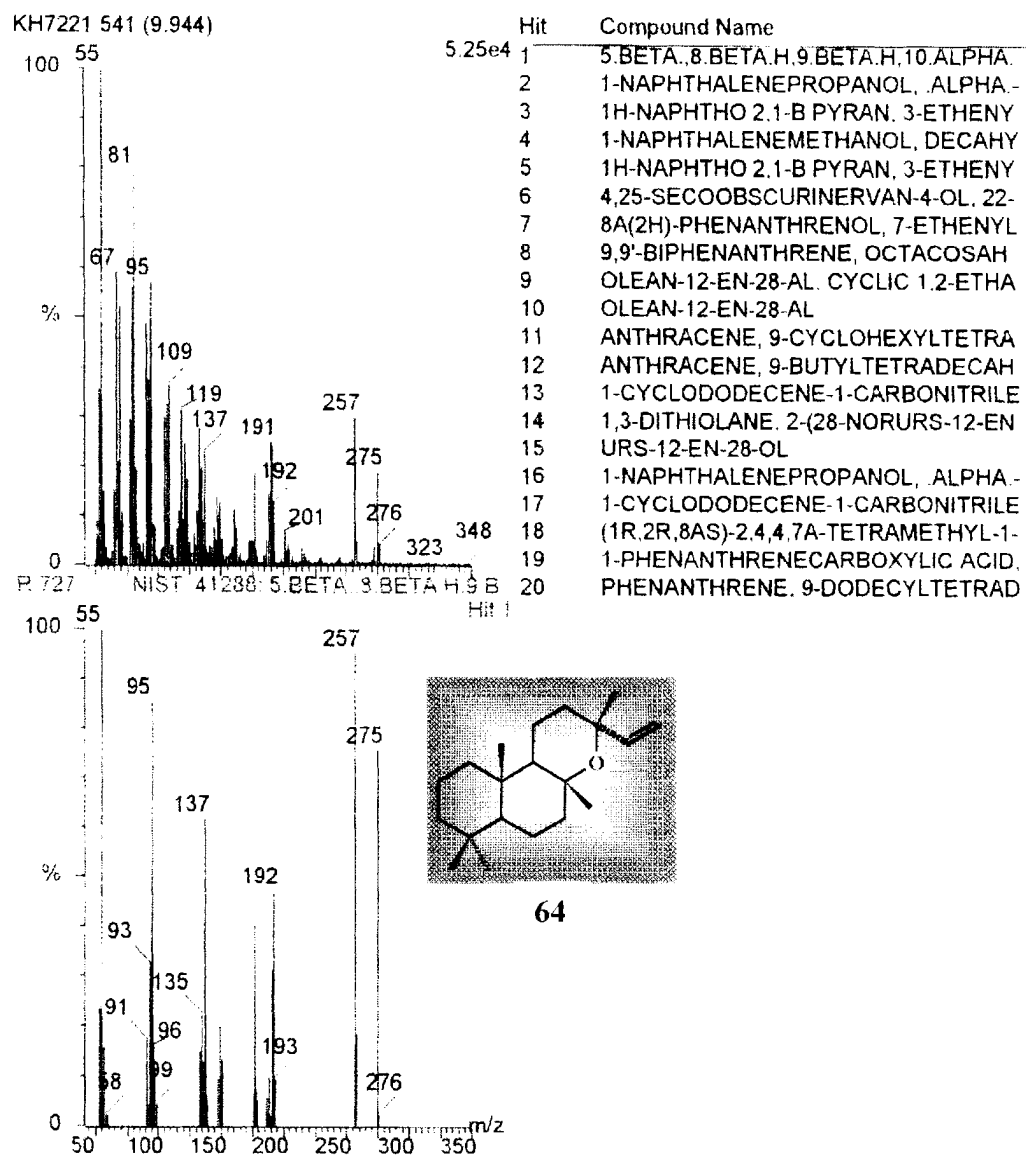 KH7221 541 (9.944)
5.25e4
100
55
81
67
95
%
109
119
137
191
192
201
257
275
276
323
348
0
Hit Compound Name
1 5.BETA.,8.BETA.H,9.BETA.H,10.ALPHA.
2 1-NAPHTHALENEPROPANOL, .ALPHA.-
3 1H-NAPHTHO 2,1-B PYRAN, 3-ETHENY
4 1-NAPHTHALENEMETHANOL, DECAHY
5 1H-NAPHTHO 2,1-B PYRAN, 3-ETHENY
6 4,25-SECOOBSCURINERVAN-4-OL, 22-
7 8A(2H)-PHENANTHRENOL, 7-ETHENYL
8 9,9'-BIPHENANTHRENE, OCTACOSAH
9 OLEAN-12-EN-28-AL, CYCLIC 1,2-ETHA
10 OLEAN-12-EN-28-AL
11 ANTHRACENE, 9-CYCLOHEXYLTETRA
12 ANTHRACENE, 9-BUTYLTETRADECAH
13 1-CYCLODODECENE-1-CARBONITRILE
14 1,3-DITHIOLANE, 2-(28-NORURS-12-EN
15 URS-12-EN-28-OL
16 1-NAPHTHALENEPROPANOL, .ALPHA.-
17 1-CYCLODODECENE-1-CARBONITRILE
18 (1R,2R,8AS)-2,4,4,7A-TETRAMETHYL-1-
19 1-PHENANTHRENECARBOXYLIC ACID,
20 PHENANTHRENE, 9-DODECYLTETRAD
R 727 NIST 41288: 5.BETA.,8.BETA.H,9.B
Hit 1
100
55
257
95
275
137
%
192
93
135
91
96
58
99
193
276
0
m/z
50 100 150 200 250 300 350
O
64